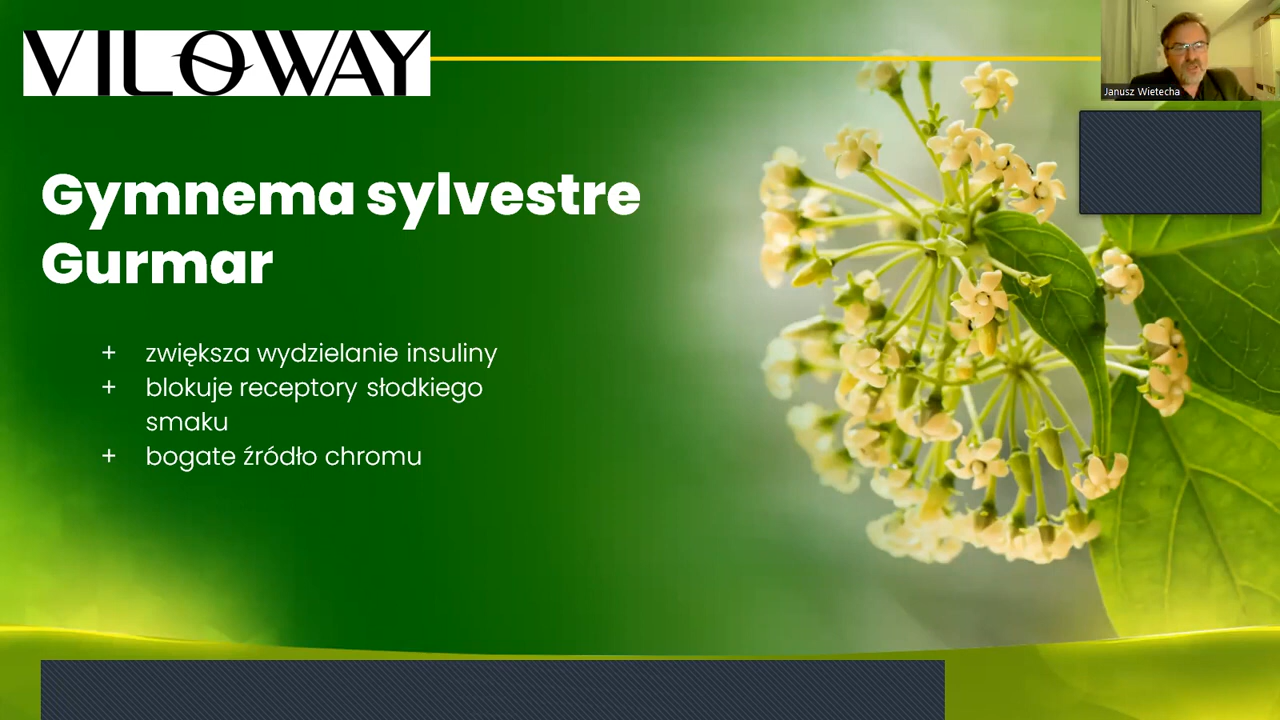 VILOWAY
Janusz Wietecha
Gymnema sylvestre
Gurmar
+ zwiększa wydzielanie insuliny
+ blokuje receptory słodkiego
smaku
+ bogate źródło chromu